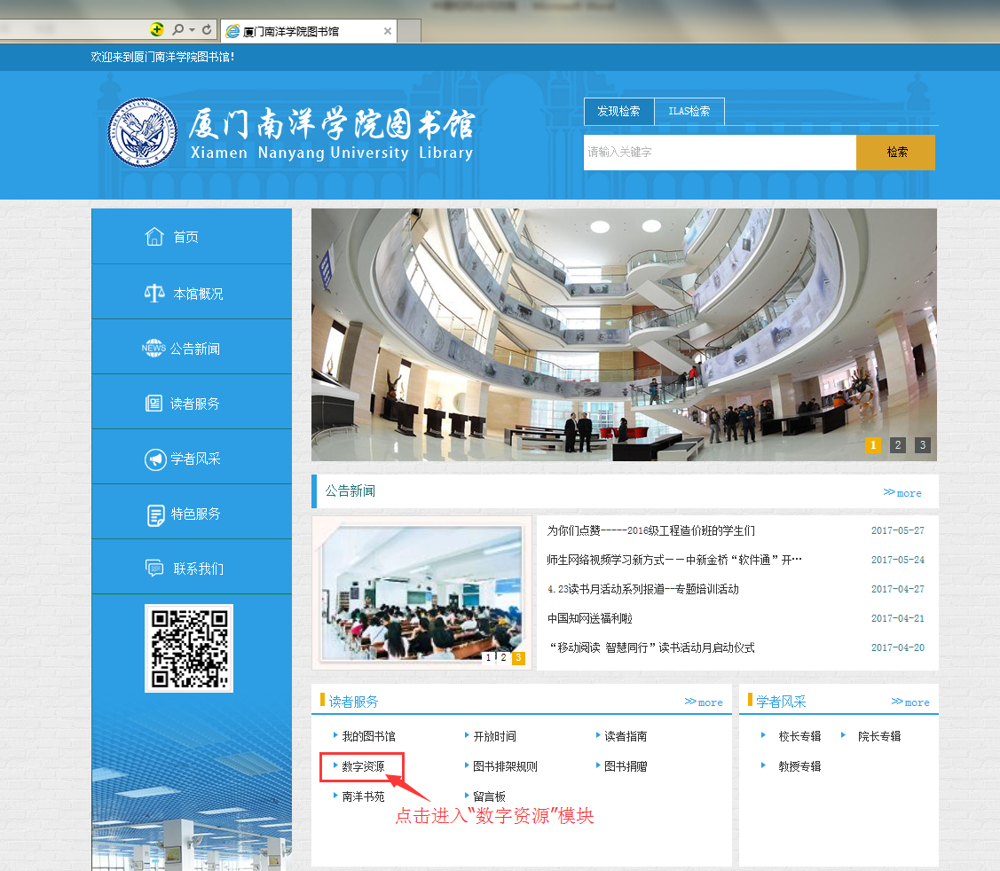 厦门南洋学院图书馆
欢迎来到厦门南洋学院图书馆!
厦门南洋学院图书馆
Xiamen Nanyang University Library
发现检索 ILAS检索
请输入关键字 检索
首页
本馆概况
NEWS 公告新闻
读者服务
学者风采
特色服务
联系我们
1 2 3
公告新闻 >>more
1 2 3
为你们点赞-----2016级工程造价班的学生们 2017-05-27
师生网络视频学习新方式——中新金桥“软件通”开… 2017-05-24
4.23读书月活动系列报道--专题培训活动 2017-04-27
中国知网送福利啦 2017-04-21
“移动阅读 智慧同行”读书活动月启动仪式 2017-04-20
读者服务 >>more
我的图书馆 开放时间 读者指南
数字资源 图书排架规则 图书捐赠
南洋书苑 留言板
点击进入“数字资源”模块
学者风采 >>more
校长专辑 院长专辑
教授专辑